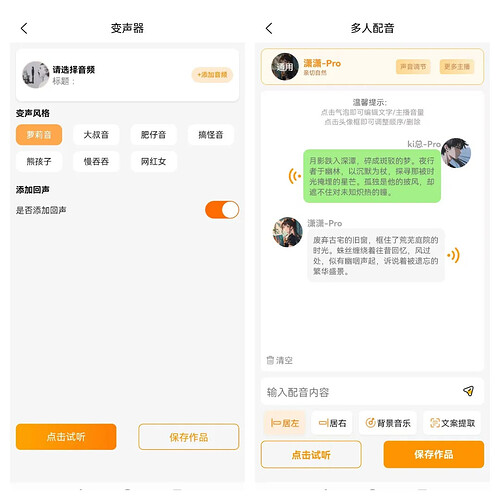 变声器
请选择音频
标题:
+添加音频
变声风格
萝莉音
大叔音
肥仔音
搞怪音
熊孩子
慢吞吞
网红女
添加回声
是否添加回声
点击试听
保存作品
多人配音
通用
潇潇-Pro
亲切自然
声音调节
更多主播
温馨提示:
点击气泡即可编辑文字/主播音量
点击头像框即可调整顺序/删除
ki总-Pro
月影跌入深潭,碎成斑驳的梦。夜行
者于幽林,以沉默为杖,探寻那被时
光掩埋的星芒。孤独是他的披风,却
遮不住对未知炽热的瞳。
潇潇-Pro
废弃古宅的旧窗,框住了荒芜庭院的
时光。蛛丝缠绕着往昔回忆,风过
处,似有幽咽声起,诉说着被遗忘的
繁华盛景。
清空
输入配音内容
居左
居右
背景音乐
文案提取
点击试听
保存作品